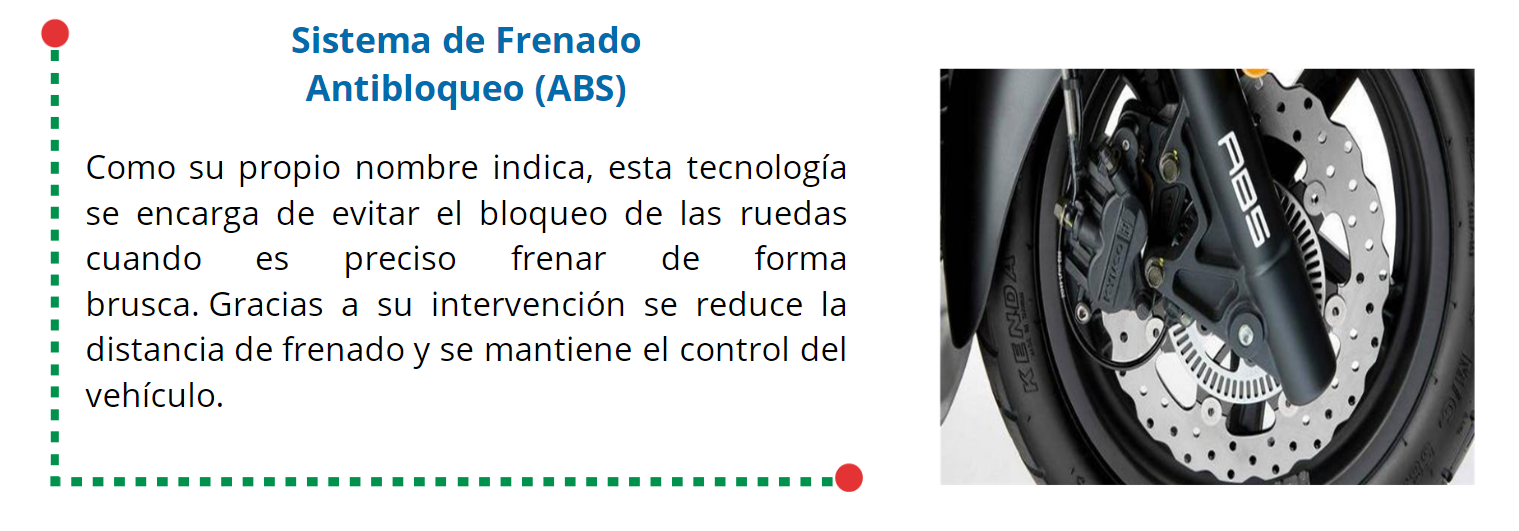 Sistema de Frenado
Antibloqueo (ABS)
Como su propio nombre indica, esta tecnología
se encarga de evitar el bloqueo de las ruedas
cuando es preciso frenar de forma
brusca. Gracias a su intervención se reduce la
distancia de frenado y se mantiene el control del
vehículo.
ABS
KYMCO
KENDA